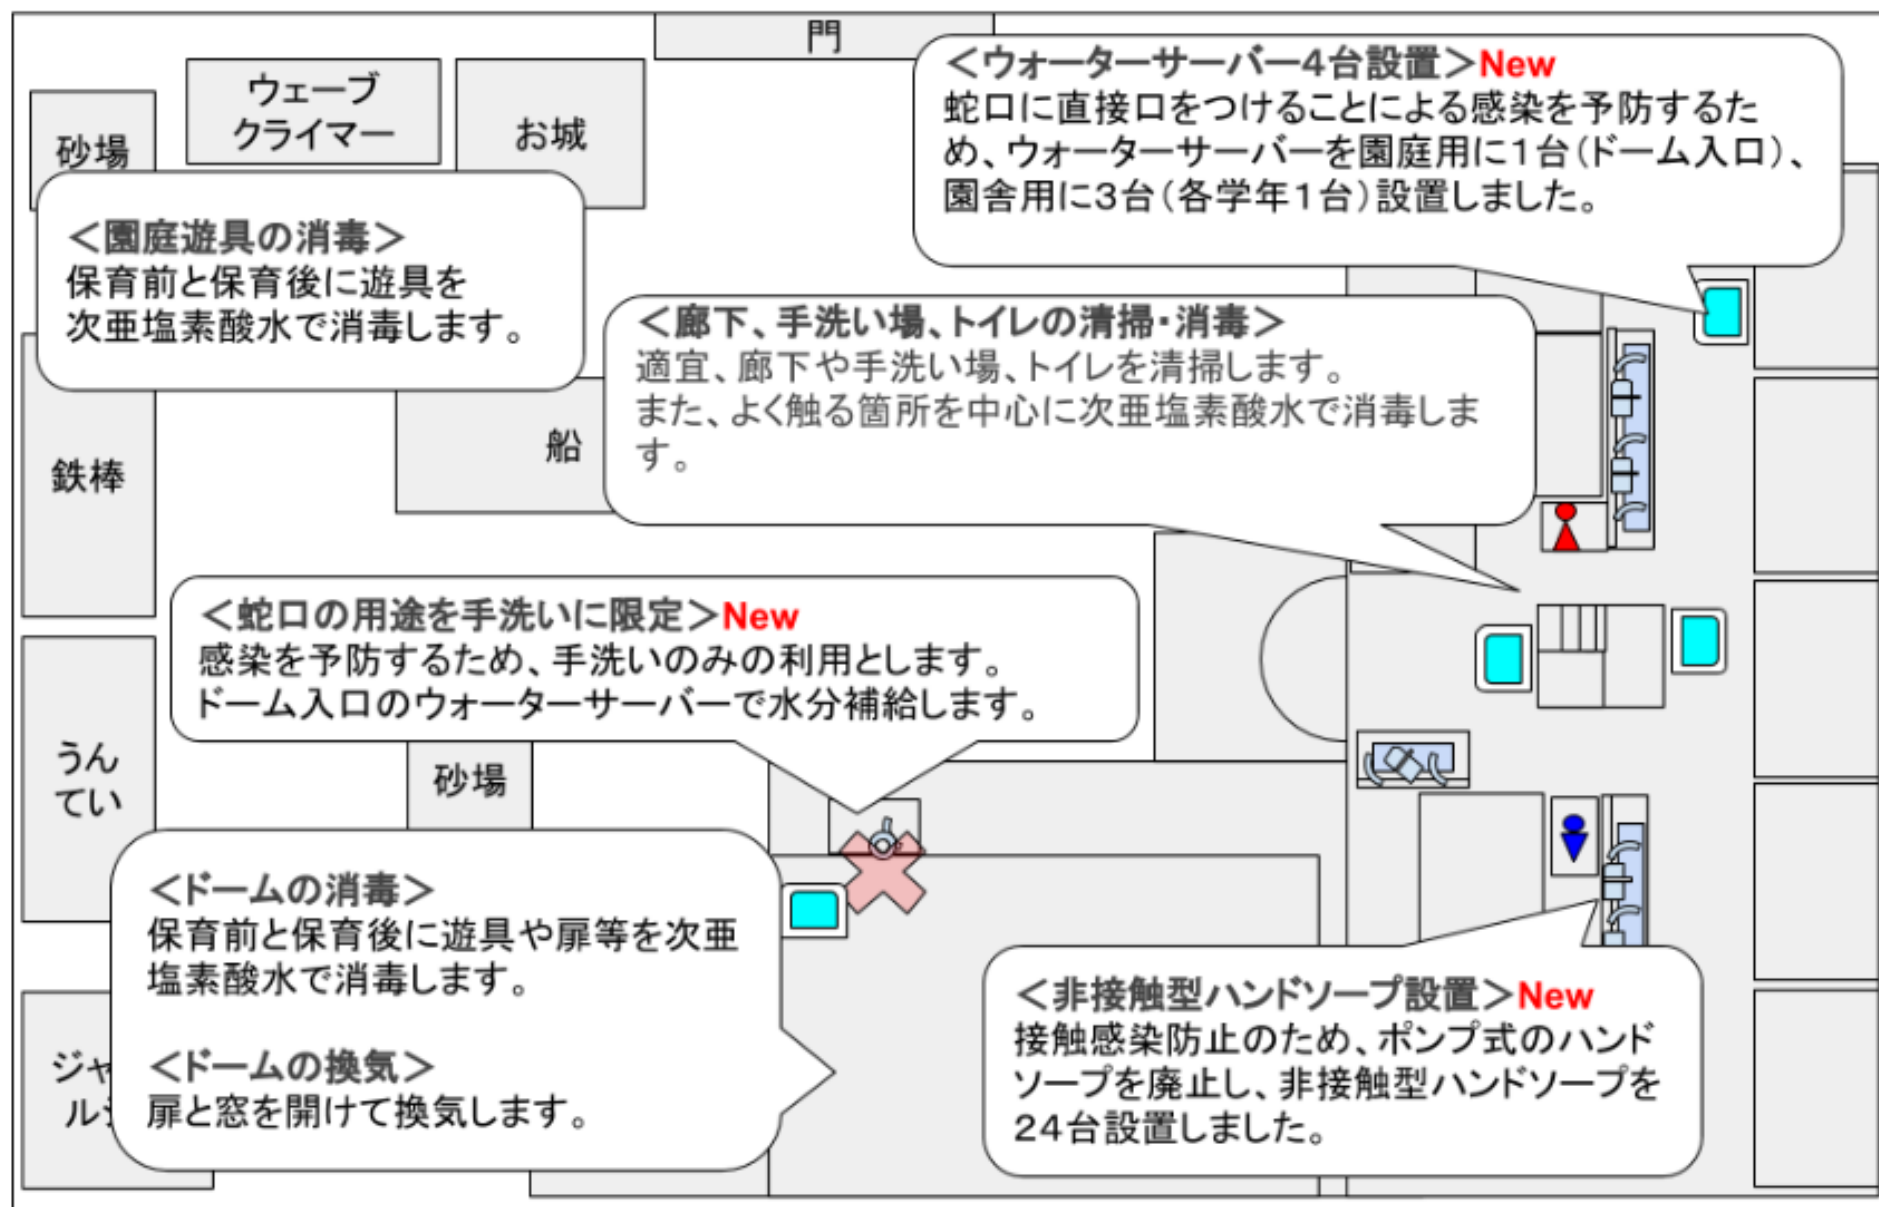 門
ウェーブ
クライマー
お城
砂場
＜ウォーターサーバー4台設置＞New
蛇口に直接口をつけることによる感染を予防するた
め、ウォーターサーバーを園庭用に１台（ドーム入口）、
園舎用に３台（各学年１台）設置しました。
＜園庭遊具の消毒＞
保育前と保育後に遊具を
次亜塩素酸水で消毒します。
＜廊下、手洗い場、トイレの清掃・消毒＞
適宜、廊下や手洗い場、トイレを清掃します。
また、よく触る箇所を中心に次亜塩素酸水で消毒しま
す。
船
鉄棒
＜蛇口の用途を手洗いに限定＞New
感染を予防するため、手洗いのみの利用とします。
ドーム入口のウォーターサーバーで水分補給します。
うん
てい
砂場
＜ドームの消毒＞
保育前と保育後に遊具や扉等を次亜
塩素酸水で消毒します。
＜ドームの換気＞
扉と窓を開けて換気します。
＜非接触型ハンドソープ設置＞New
接触感染防止のため、ポンプ式のハンド
ソープを廃止し、非接触型ハンドソープを
２４台設置しました。